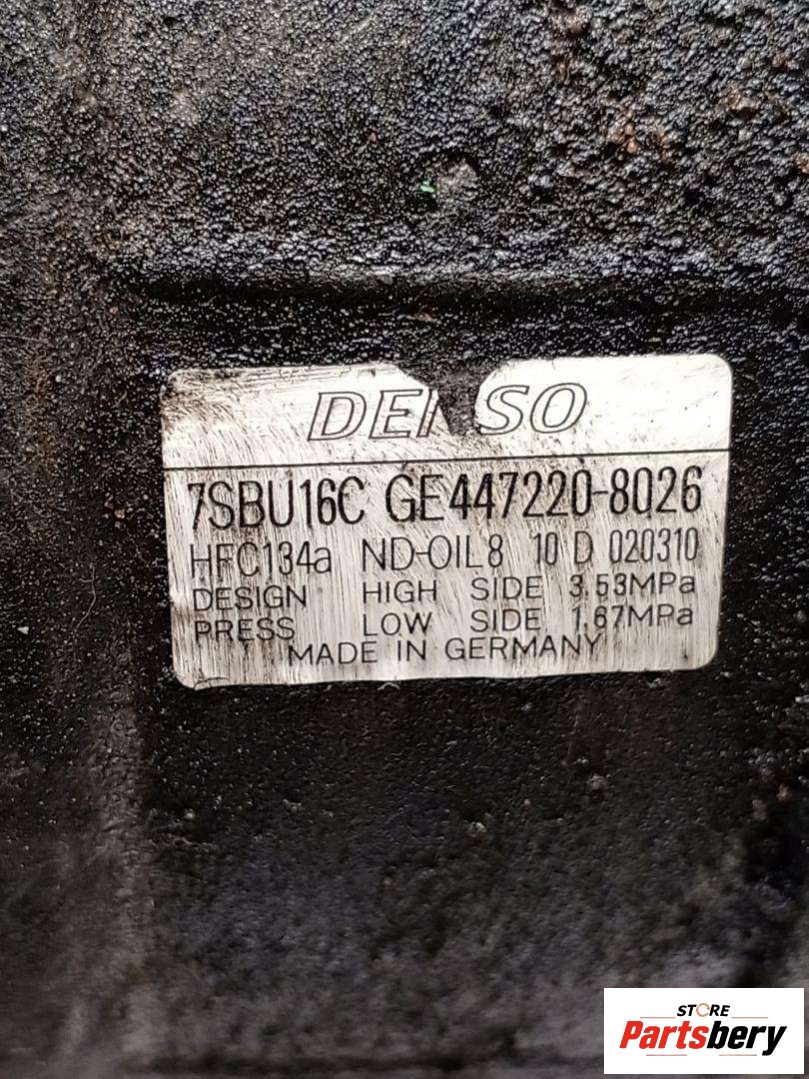 DENSO
7SBU16C GE447220-8026
HFC134a ND-OIL8 10 D 020310
DESIGN HIGH SIDE 3.53MPa
PRESS LOW SIDE 1.67MPa
MADE IN GERMANY
STORE
Partsbery